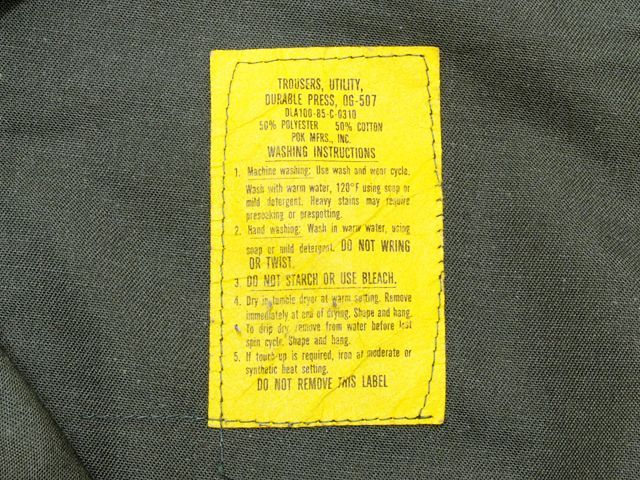 TROUSERS, UTILITY,
DURABLE PRESS, OG-507
DLA100-85-C-0310
50% POLYESTER 50% COTTON
PDK MFRS., INC.
WASHING INSTRUCTIONS
1. Machine washing: Use wash and wear cycle.
Wash with warm water, 120°F using soap or
mild detergent. Heavy stains may require
presoaking or prespotting.
2. Hand washing: Wash in warm water, using
soap or mild detergent. DO NOT WRING
OR TWIST.
3. DO NOT STARCH OR USE BLEACH.
4. Dry in tumble dryer at warm setting. Remove
immediately at end of drying. Shape and hang.
4. To drip dry, remove from water before last
spin cycle. Shape and hang.
5. If touch-up is required, iron at moderate or
synthetic heat setting.
DO NOT REMOVE THIS LABEL